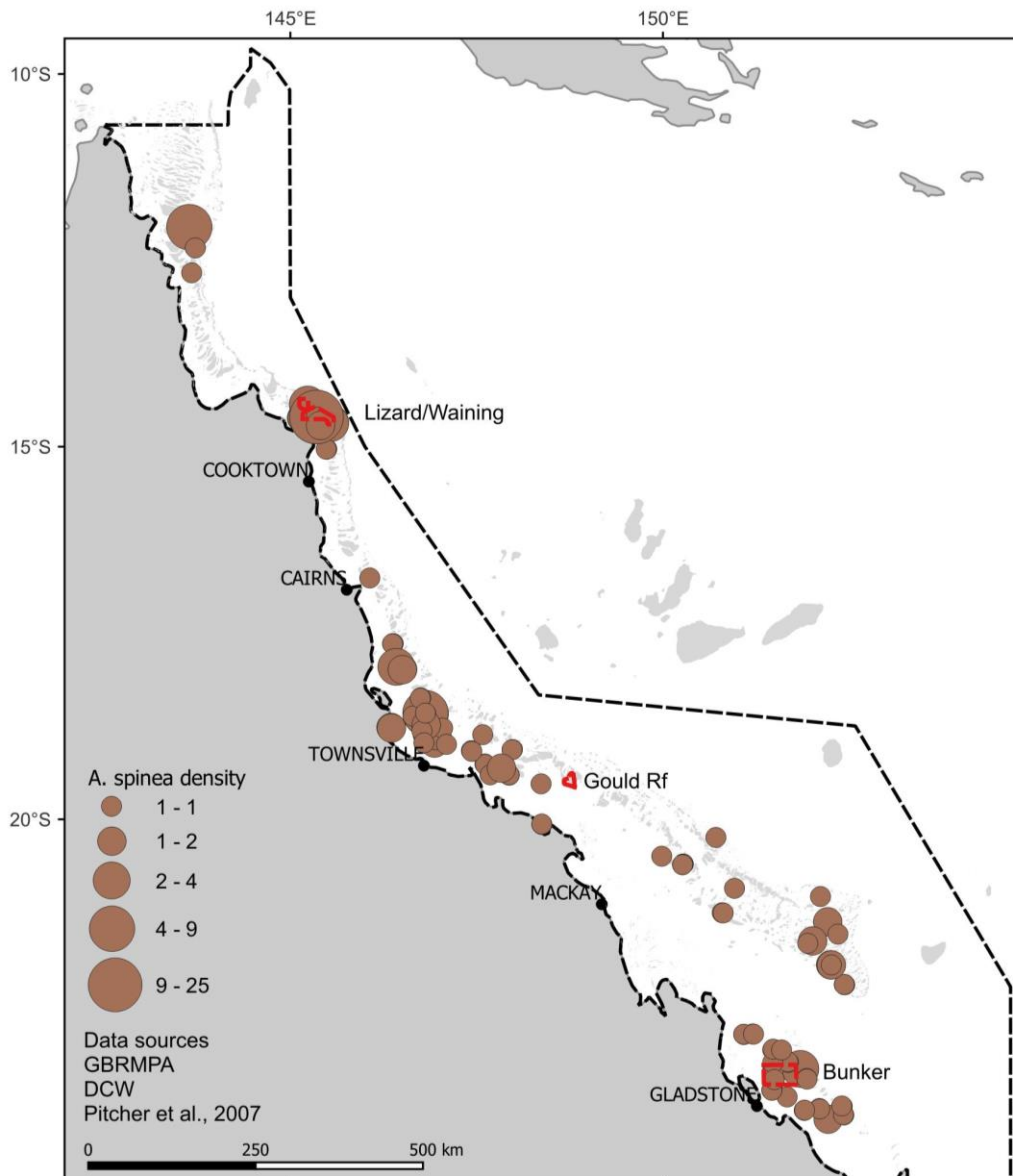 145°E
150°E
10°S
Lizard/Waining
15°S
COOKTOWN
CAIRNS
TOWNSVILLE
Gould Rf
A. spinea density
1 - 1
20°S
1 - 2
2 - 4
MACKAY
4 - 9
9 - 25
Data sources
GBRMPA
DCW
Pitcher et al., 2007
Bunker
GLADSTONE
0
250
500 km